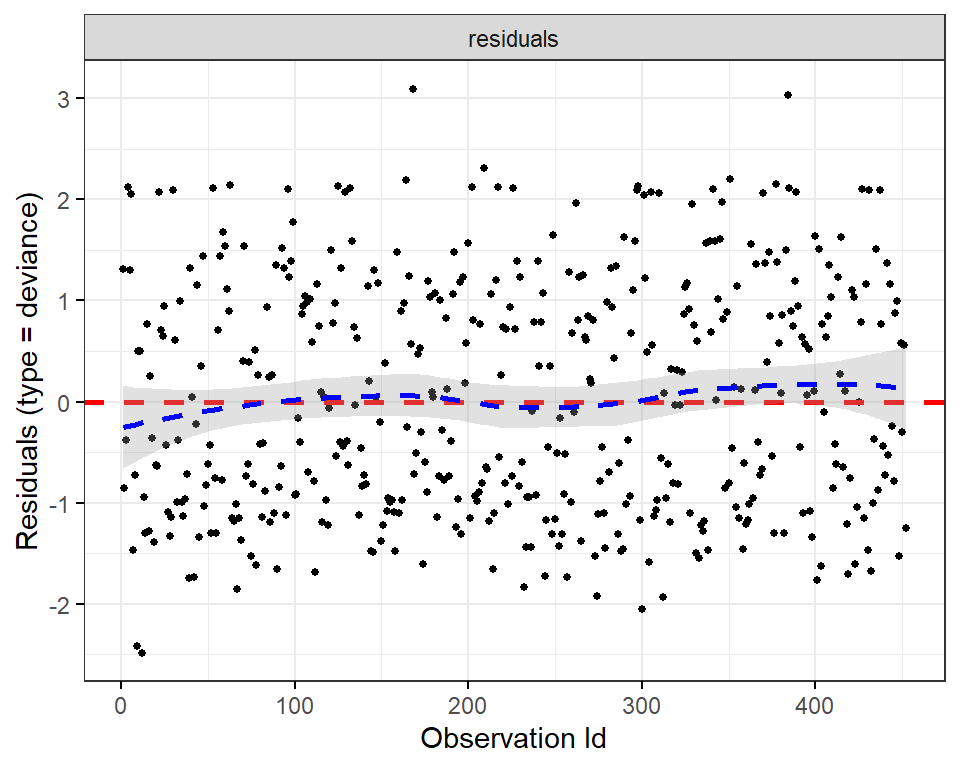 residuals
Residuals (type = deviance)
3
2
1
0
-1
-2
0 100 200 300 400
Observation Id